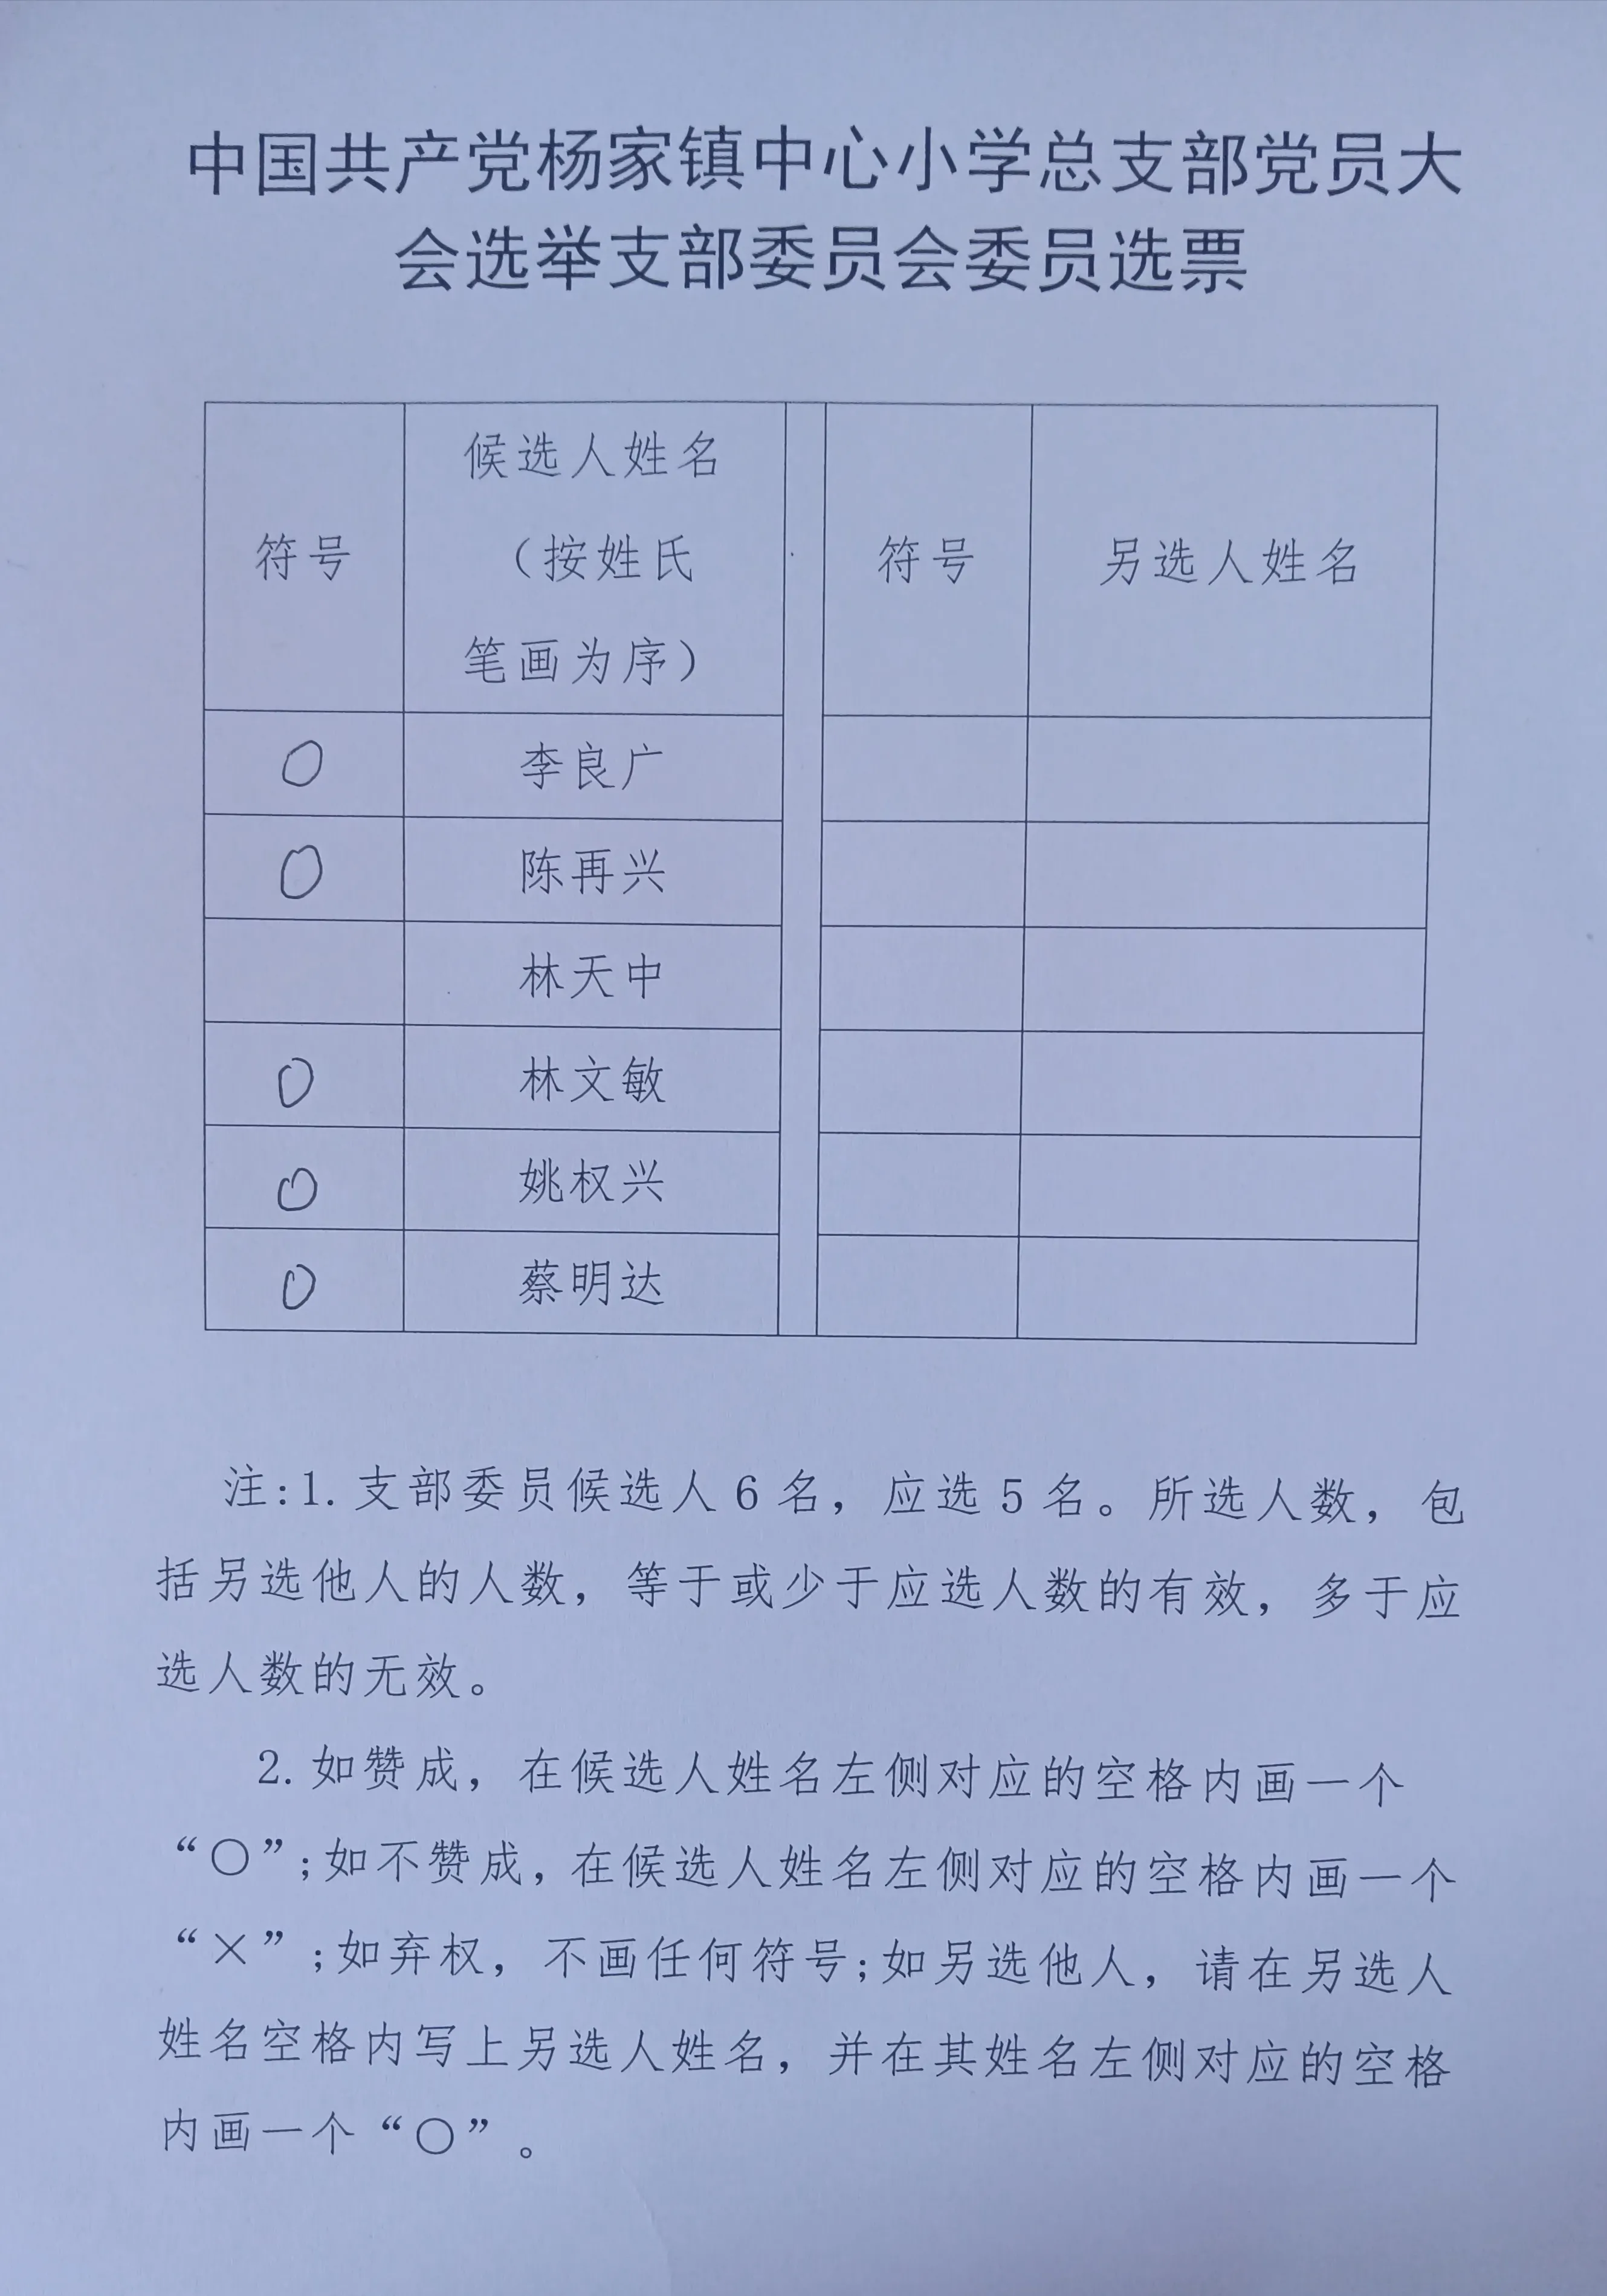 中国共产党杨家镇中心小学总支部党员大
会选举支部委员会委员选票
符号
候选人姓名
（按姓氏
笔画为序）
符号
另选人姓名
○ 李良广
○ 陈再兴
林天中
○ 林文敏
○ 姚权兴
○ 蔡明达
注:1.支部委员候选人6名，应选5名。所选人数，包
括另选他人的人数，等于或少于应选人数的有效，多于应
选人数的无效。
2.如赞成，在候选人姓名左侧对应的空格内画一个
“○”;如不赞成,在候选人姓名左侧对应的空格内画一个
“×”;如弃权，不画任何符号;如另选他人，请在另选人
姓名空格内写上另选人姓名，并在其姓名左侧对应的空格
内画一个“○”。